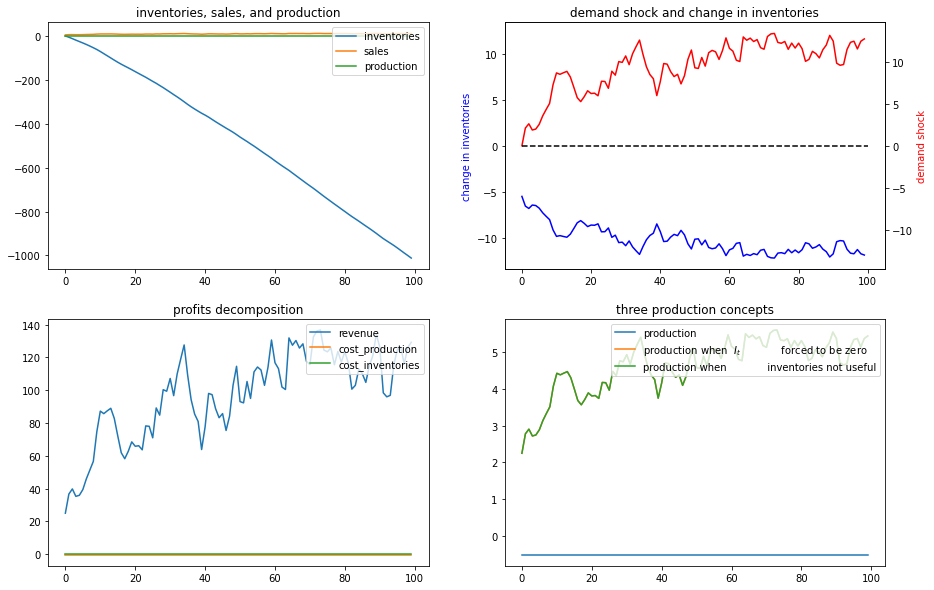 inventories, sales, and production
inventories
sales
production
0
−200
−400
−600
−800
−1000
0 20 40 60 80 100
demand shock and change in inventories
change in inventories
10
5
0
−5
−10
10
5
0
−5
−10
demand shock
0 20 40 60 80 100
profits decomposition
revenue
cost_production
cost_inventories
140
120
100
80
60
40
20
0
0 20 40 60 80 100
three production concepts
production
production when I_t forced to be zero
production when inventories not useful
5
4
3
2
1
0
0 20 40 60 80 100